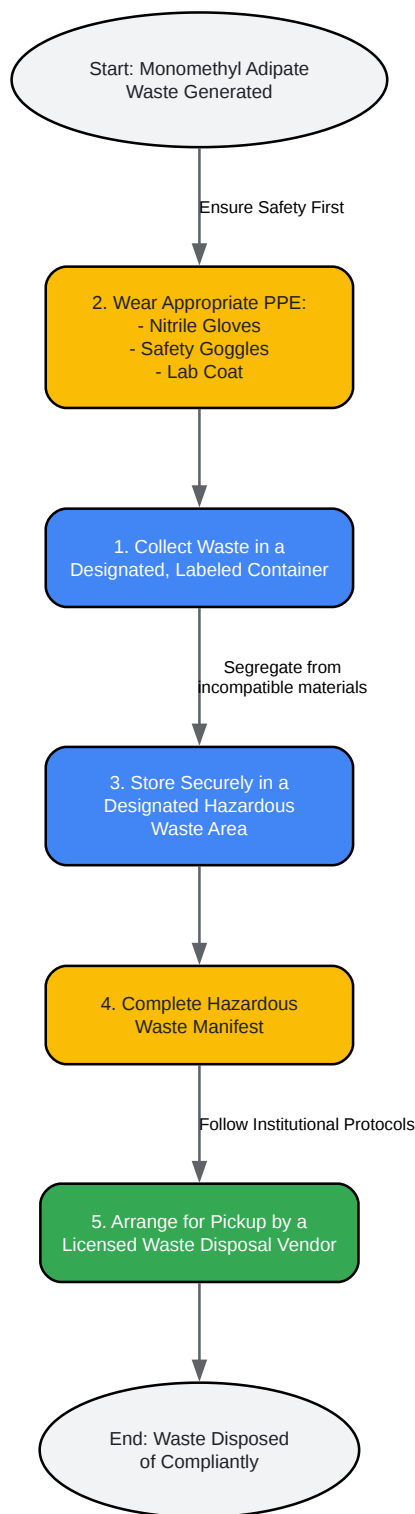 Start: Monomethyl Adipate
Waste Generated
Ensure Safety First
2. Wear Appropriate PPE:
- Nitrile Gloves
- Safety Goggles
- Lab Coat
1. Collect Waste in a
Designated, Labeled Container
Segregate from
incompatible materials
3. Store Securely in a
Designated Hazardous
Waste Area
4. Complete Hazardous
Waste Manifest
Follow Institutional Protocols
5. Arrange for Pickup by a
Licensed Waste Disposal Vendor
End: Waste Disposed
of Compliantly